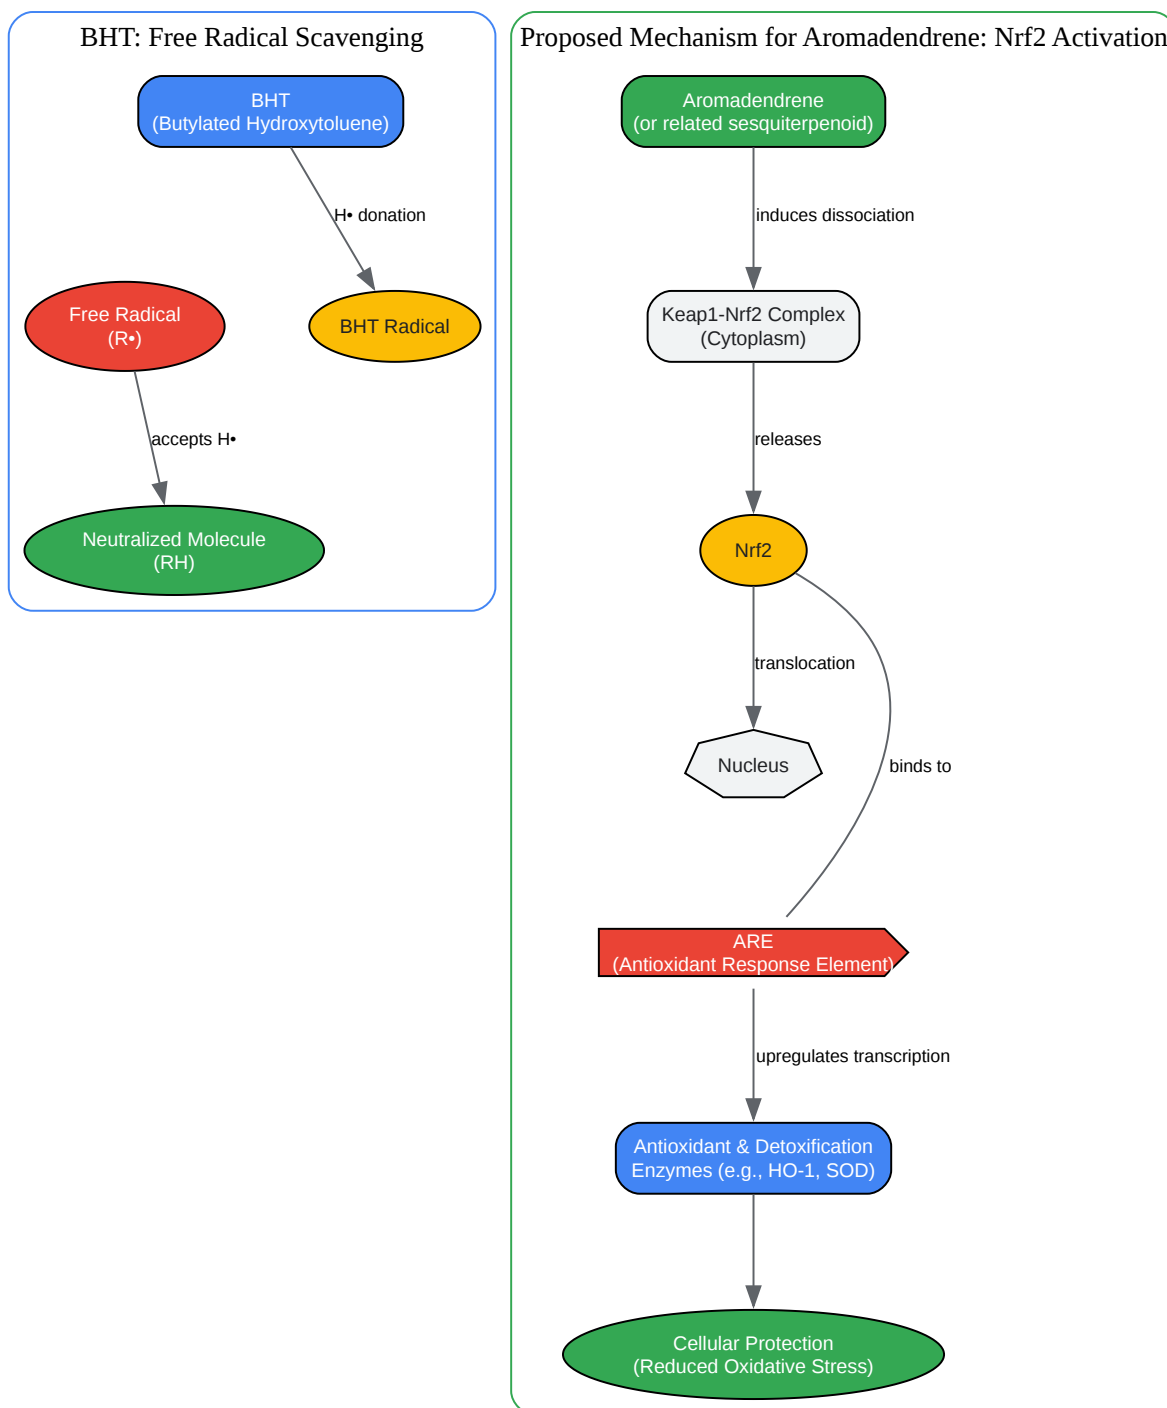 BHT: Free Radical Scavenging
BHT
(Butylated Hydroxytoluene)
H• donation
Free Radical
(R•)
BHT Radical
accepts H•
Neutralized Molecule
(RH)
Proposed Mechanism for Aromadendrene: Nrf2 Activation
Aromadendrene
(or related sesquiterpenoid)
induces dissociation
Keap1-Nrf2 Complex
(Cytoplasm)
releases
Nrf2
translocation
Nucleus
binds to
ARE
(Antioxidant Response Element)
upregulates transcription
Antioxidant & Detoxification
Enzymes (e.g., HO-1, SOD)
Cellular Protection
(Reduced Oxidative Stress)